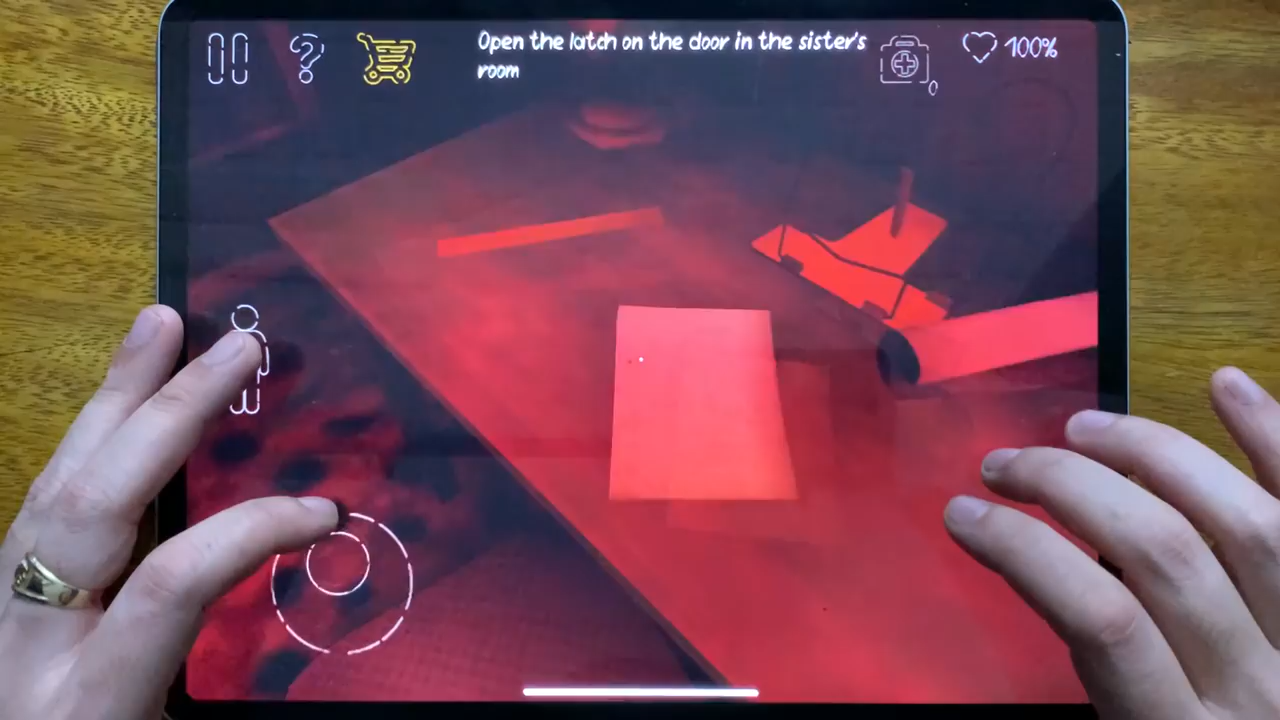 Open the latch on the door in the sister's
room
100%
0